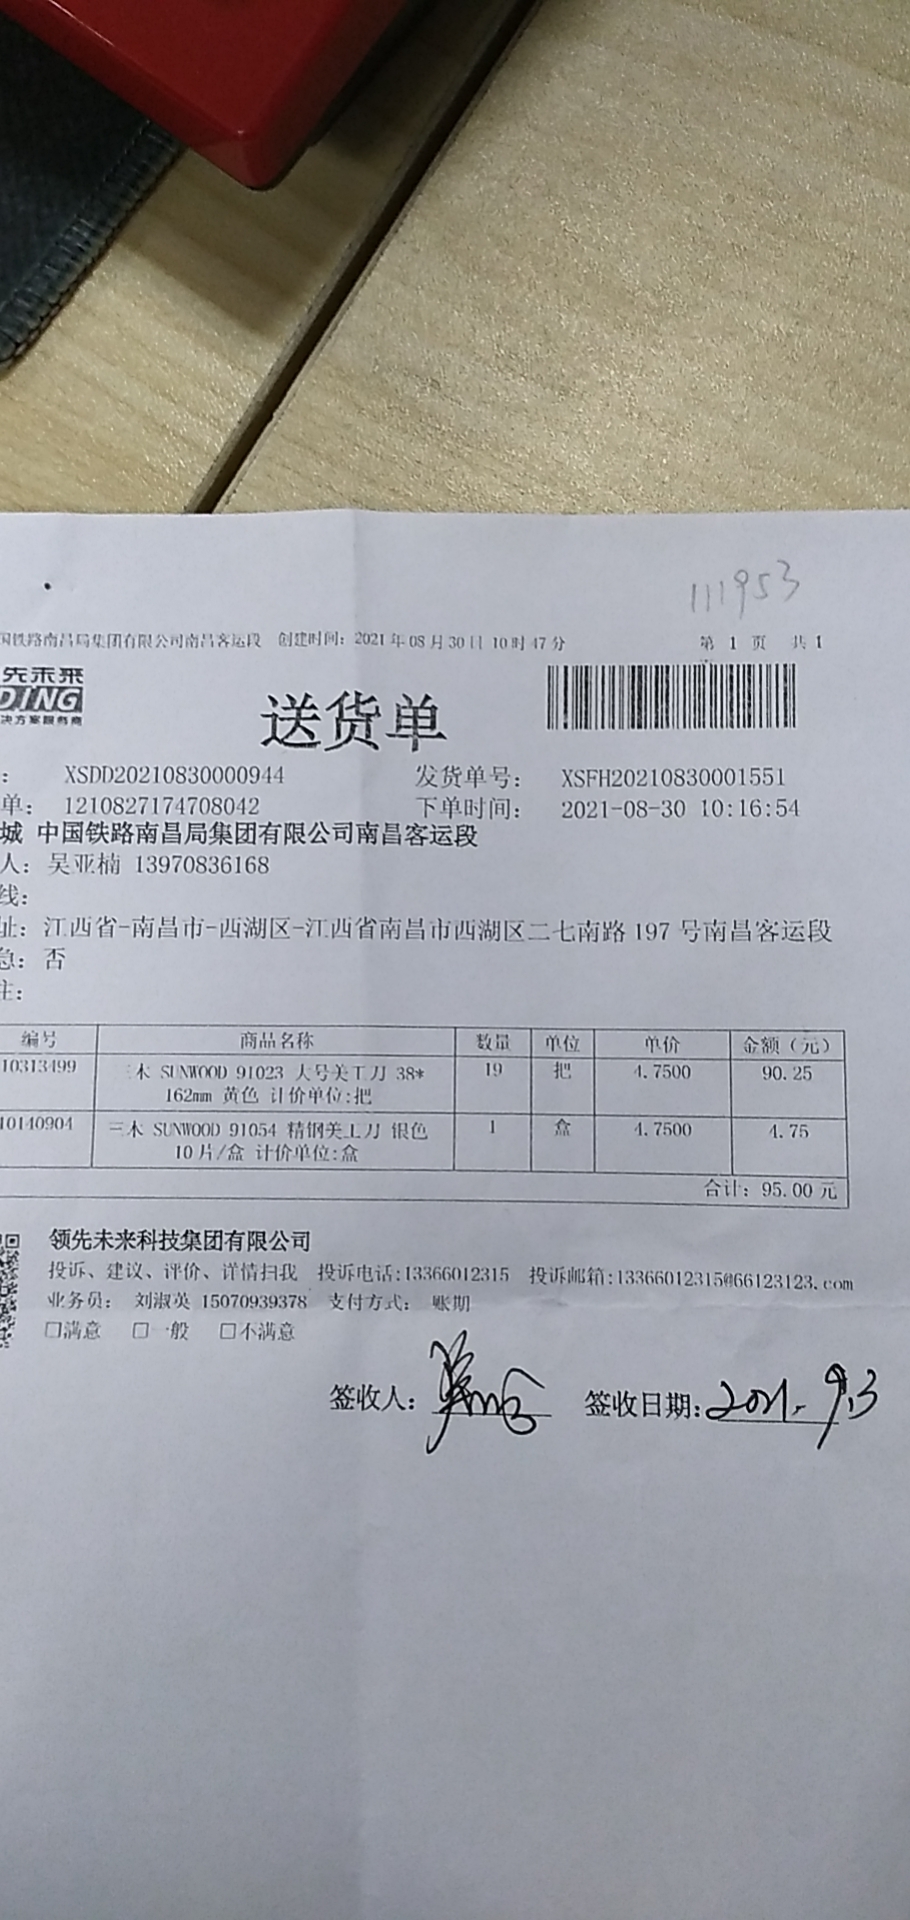 111953
国铁路南昌局集团有限公司南昌客运段 创建时间：2021年08月30日 10时47分 第 1 页 共 1
先未来
DING
决方案服务商
送货单
： XSDD20210830000944 发货单号： XSFH20210830001551
单： 1210827174708042 下单时间： 2021-08-30 10:16:54
城 中国铁路南昌局集团有限公司南昌客运段
人： 吴亚楠 13970836168
线：
址： 江西省-南昌市-西湖区-江西省南昌市西湖区二七南路 197 号南昌客运段
急： 否
注：
编号 商品名称 数量 单位 单价 金额（元）
10313499 三木 SUNWOOD 91023 大号美工刀 38* 19 把 4.7500 90.25
162mm 黄色 计价单位:把
10140904 三木 SUNWOOD 91054 精钢美工刀 银色 1 盒 4.7500 4.75
10片/盒 计价单位:盒
合计：95.00 元
领先未来科技集团有限公司
投诉、建议、评价、详情扫我 投诉电话:13366012315 投诉邮箱:13366012315@66123123.com
业务员： 刘淑英 15070939378 支付方式： 账期
□满意 □一般 □不满意
签收人： 签收日期: 2021.9.3